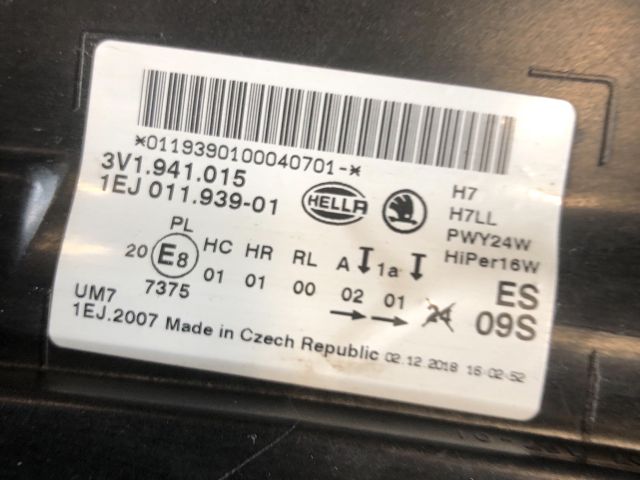 *0119390100040701-*
3V1.941.015
1EJ 011.939-01
HELLA
H7
H7LL
PWY24W
HiPer16W
PL
20 E8 HC HR RL A 1a
7375 01 01 00 02 01 24
ES
09S
UM7
1EJ.2007 Made in Czech Republic 02.12.2018 16:02:52